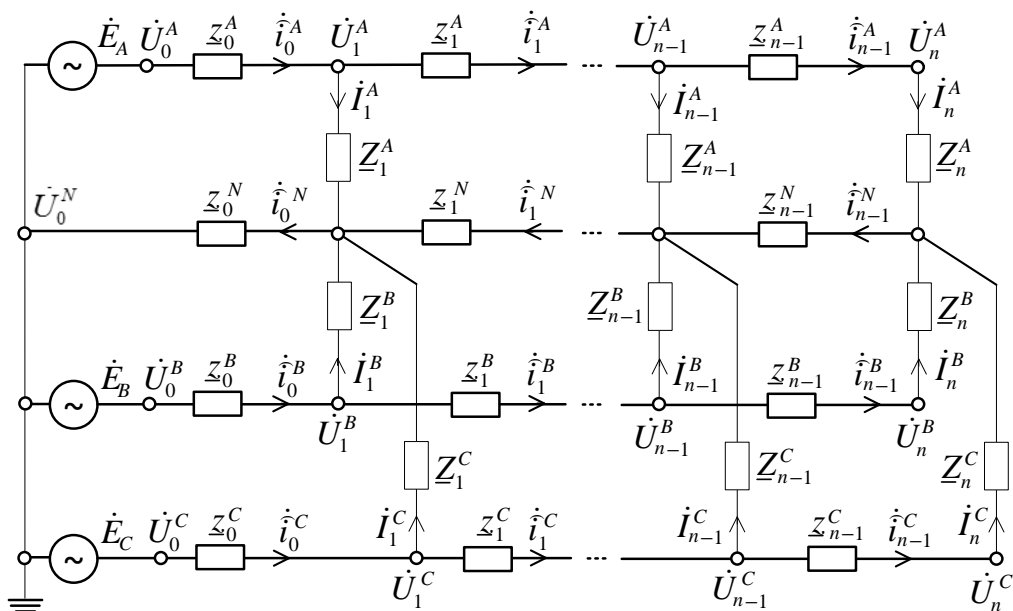 Ė_A U̇_0^A z_0^A i̇_0^A U̇_1^A z_1^A i̇_1^A ... U̇_{n−1}^A z_{n−1}^A i̇_{n−1}^A U̇_n^A
~
İ_1^A İ_{n−1}^A İ_n^A
Z_1^A Z_{n−1}^A Z_n^A
U̇_0^N z_0^N i̇_0^N z_1^N i̇_1^N ... z_{n−1}^N i̇_{n−1}^N
Z_1^B Z_{n−1}^B Z_n^B
Ė_B U̇_0^B z_0^B i̇_0^B İ_1^B z_1^B i̇_1^B İ_{n−1}^B z_{n−1}^B i̇_{n−1}^B İ_n^B
~ ...
U̇_1^B U̇_{n−1}^B U̇_n^B
Z_1^C Z_{n−1}^C Z_n^C
Ė_C U̇_0^C z_0^C i̇_0^C İ_1^C z_1^C i̇_1^C İ_{n−1}^C z_{n−1}^C i̇_{n−1}^C İ_n^C
~ ...
U̇_1^C U̇_{n−1}^C U̇_n^C